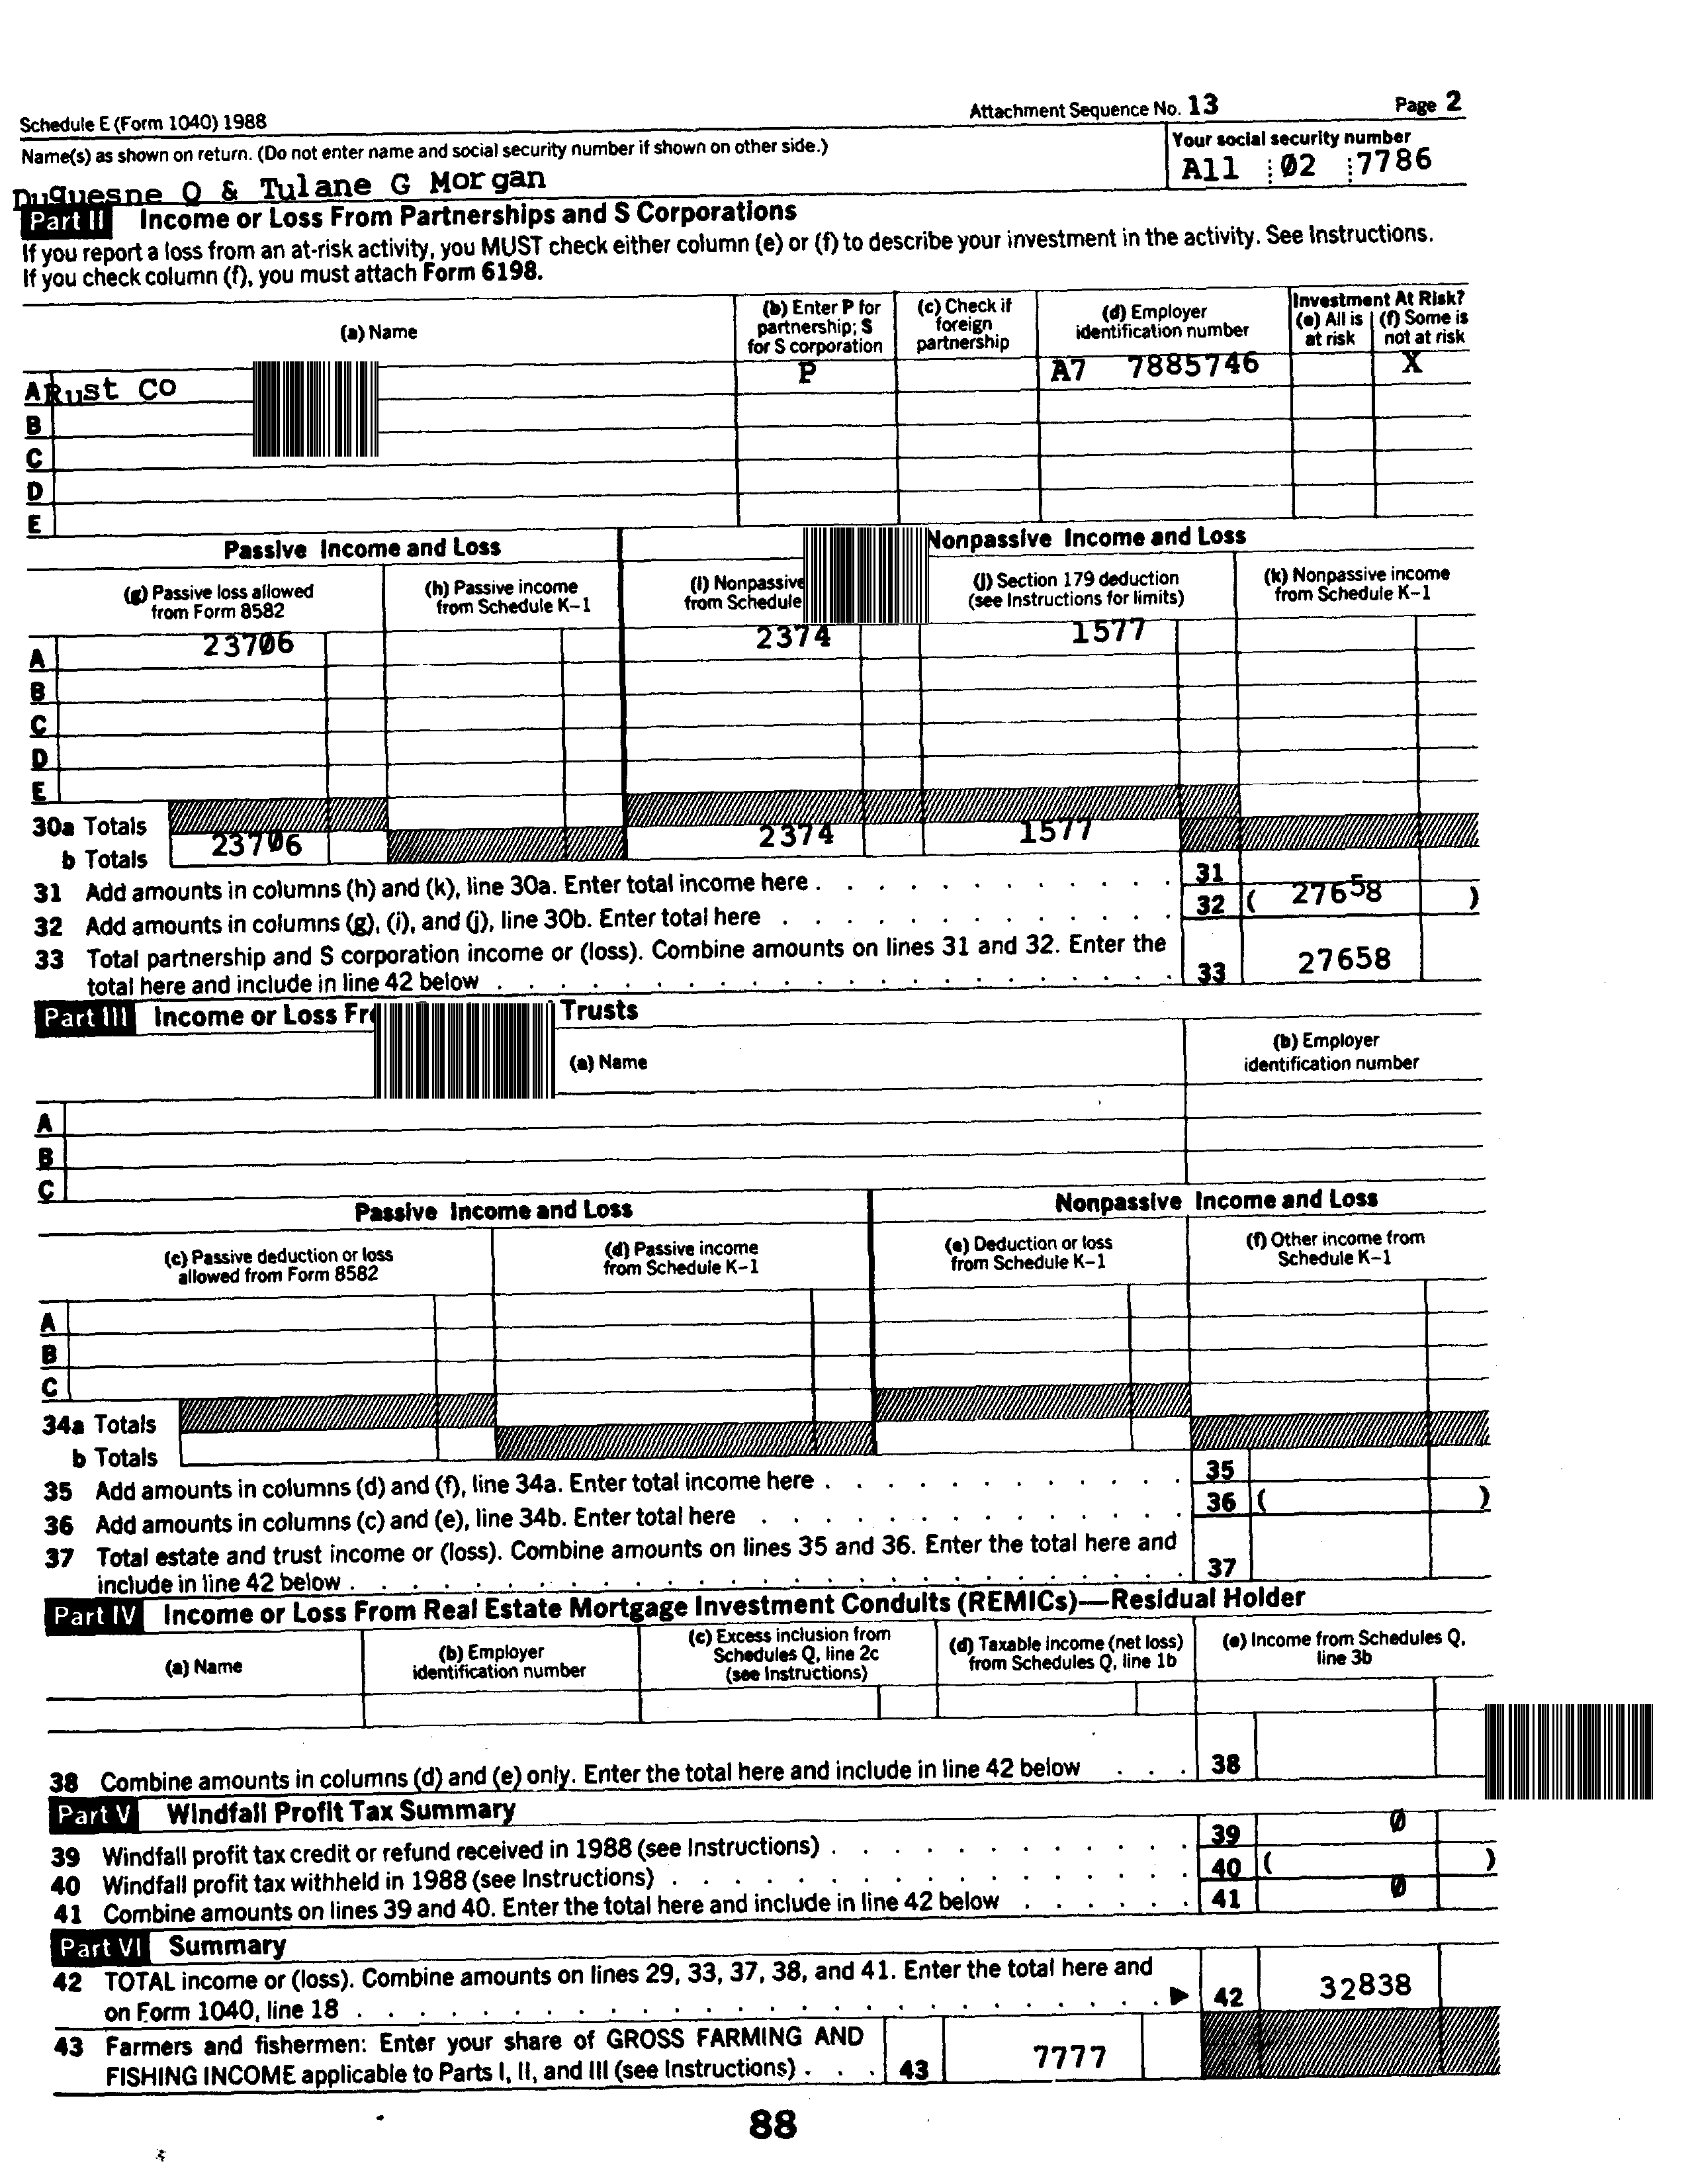 Schedule E (Form 1040) 1988
Attachment Sequence No. 13
Page 2
Name(s) as shown on return. (Do not enter name and social security number if shown on other side.)
Your social security number
DuQuesne Q & Tulane G Morgan
A11 02 7786
Part II Income or Loss From Partnerships and S Corporations
If you report a loss from an at-risk activity, you MUST check either column (e) or (f) to describe your investment in the activity. See Instructions.
If you check column (f), you must attach Form 6198.
(a) Name
(b) Enter P for
partnership; S
for S corporation
(c) Check if
foreign
partnership
(d) Employer
identification number
Investment At Risk?
(e) All is
at risk
(f) Some is
not at risk
A Rust Co P A7 7885746 X
B
C
D
E
Passive Income and Loss
Nonpassive Income and Loss
(g) Passive loss allowed
from Form 8582
(h) Passive income
from Schedule K-1
(i) Nonpassive
from Schedule
(j) Section 179 deduction
(see Instructions for limits)
(k) Nonpassive income
from Schedule K-1
A 23706 2374 1577
B
C
D
E
30a Totals
b Totals 23706 2374 1577
31 Add amounts in columns (h) and (k), line 30a. Enter total income here . . . 31
32 Add amounts in columns (g), (i), and (j), line 30b. Enter total here . . . 32 ( 27658 )
33 Total partnership and S corporation income or (loss). Combine amounts on lines 31 and 32. Enter the
total here and include in line 42 below . . . 33 27658
Part III Income or Loss Fr Trusts
(a) Name
(b) Employer
identification number
A
B
C
Passive Income and Loss
Nonpassive Income and Loss
(c) Passive deduction or loss
allowed from Form 8582
(d) Passive income
from Schedule K-1
(e) Deduction or loss
from Schedule K-1
(f) Other income from
Schedule K-1
A
B
C
34a Totals
b Totals
35 Add amounts in columns (d) and (f), line 34a. Enter total income here . . . 35
36 Add amounts in columns (c) and (e), line 34b. Enter total here . . . 36 ( )
37 Total estate and trust income or (loss). Combine amounts on lines 35 and 36. Enter the total here and
include in line 42 below . . . 37
Part IV Income or Loss From Real Estate Mortgage Investment Conduits (REMICs)—Residual Holder
(a) Name
(b) Employer
identification number
(c) Excess inclusion from
Schedules Q, line 2c
(see Instructions)
(d) Taxable income (net loss)
from Schedules Q, line 1b
(e) Income from Schedules Q,
line 3b
38 Combine amounts in columns (d) and (e) only. Enter the total here and include in line 42 below . . . 38
Part V Windfall Profit Tax Summary
39 Windfall profit tax credit or refund received in 1988 (see Instructions) . . . 39 0
40 Windfall profit tax withheld in 1988 (see Instructions) . . . 40 ( )
41 Combine amounts on lines 39 and 40. Enter the total here and include in line 42 below . . . 41 0
Part VI Summary
42 TOTAL income or (loss). Combine amounts on lines 29, 33, 37, 38, and 41. Enter the total here and
on Form 1040, line 18 . . . ▶ 42 32838
43 Farmers and fishermen: Enter your share of GROSS FARMING AND
FISHING INCOME applicable to Parts I, II, and III (see Instructions) . . . 43 7777
88